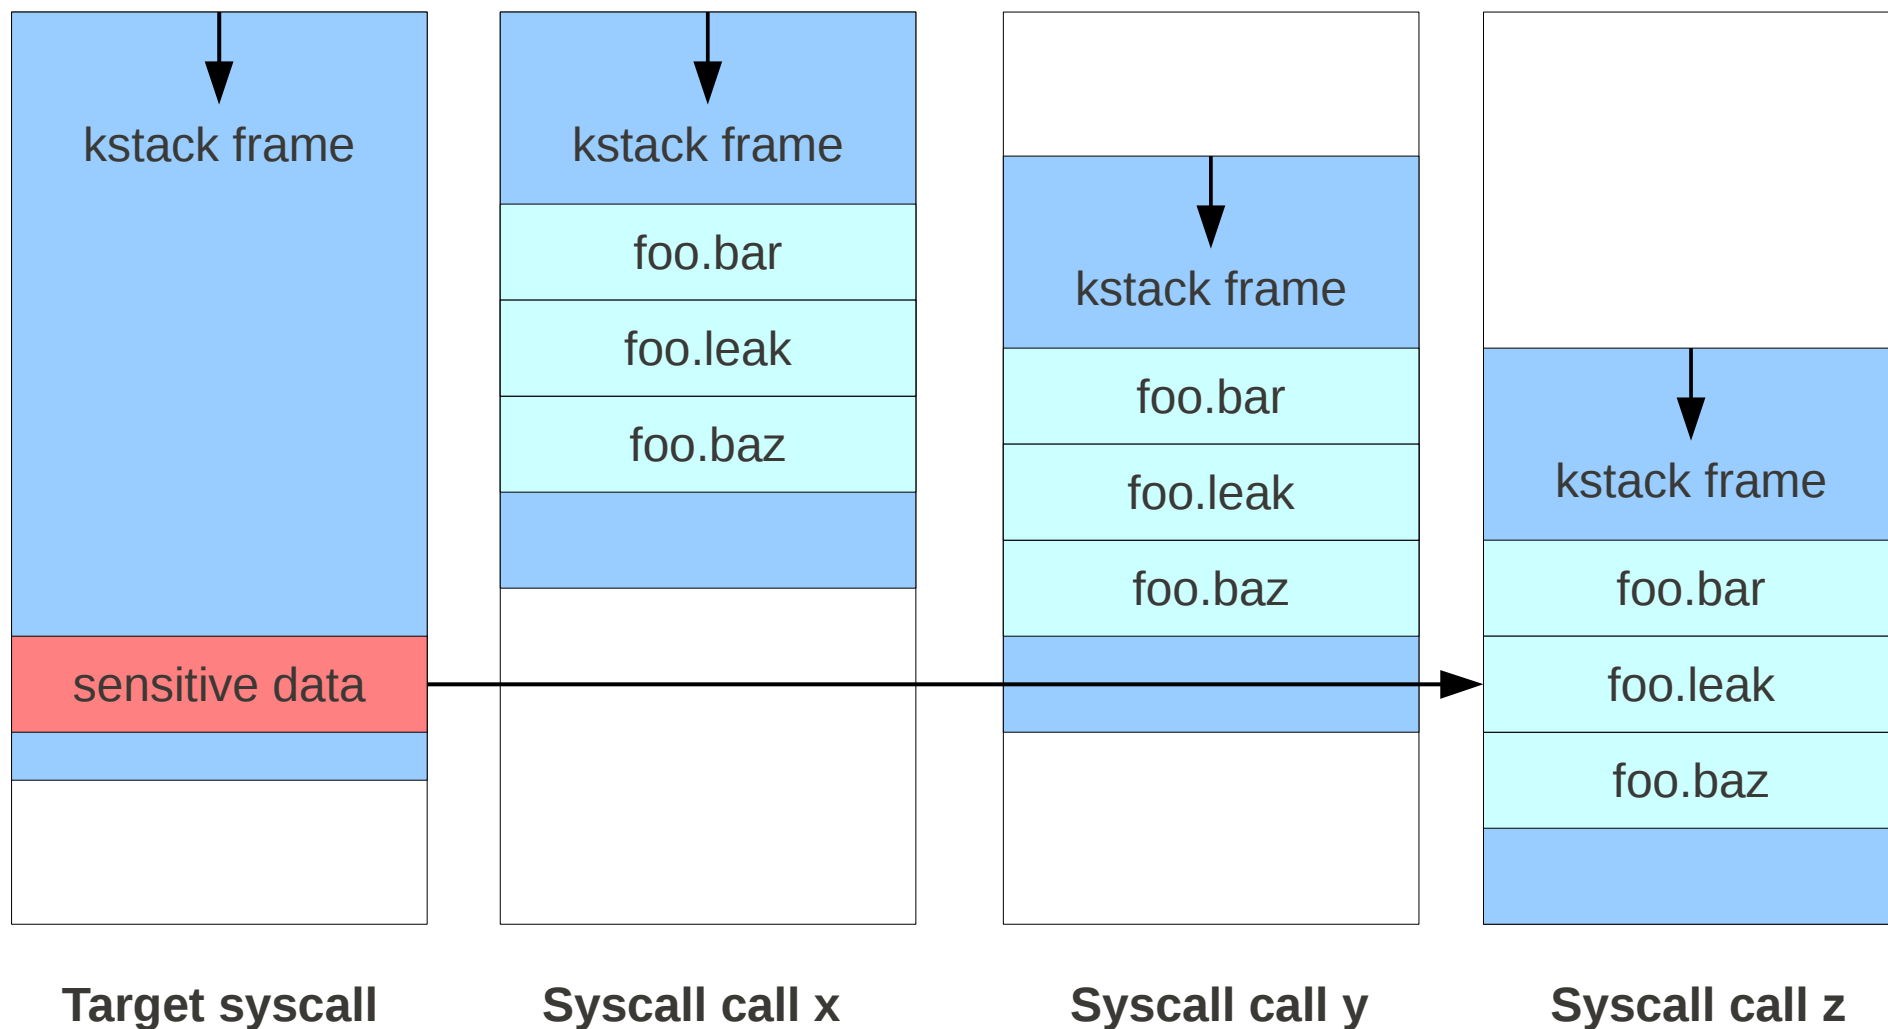 kstack frame
sensitive data
Target syscall
kstack frame
foo.bar
foo.leak
foo.baz
Syscall call x
kstack frame
foo.bar
foo.leak
foo.baz
Syscall call y
kstack frame
foo.bar
foo.leak
foo.baz
Syscall call z